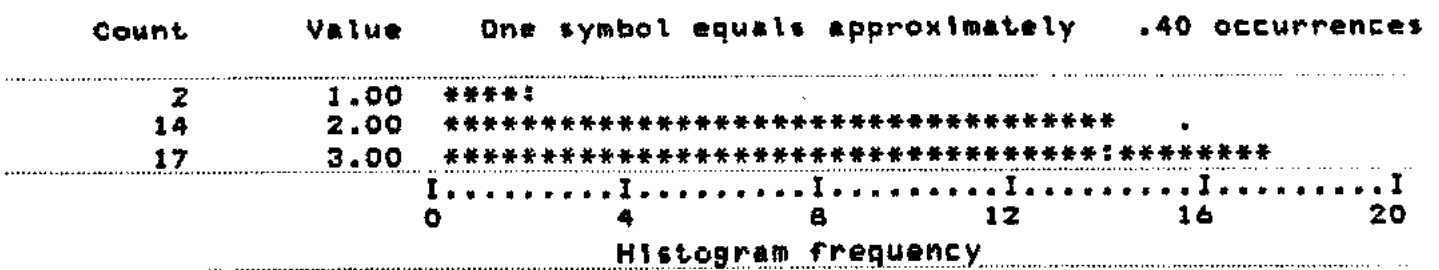 Count Value One symbol equals approximately .40 occurrences
2 1.00 ****:
14 2.00 *********************************** .
17 3.00 **********************************:********
I.........I.........I.........I.........I.........I
0 4 8 12 16 20
Histogram frequency